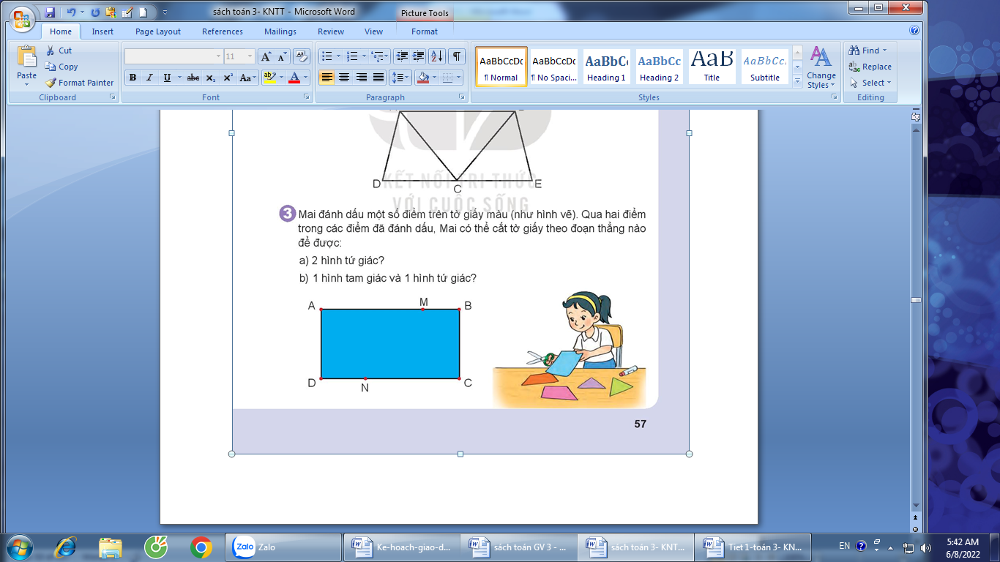 sách toán 3- KNTT - Microsoft Word
Picture Tools
Home Insert Page Layout References Mailings Review View Format
Paste
Cut
Copy
Format Painter
Clipboard
11
Font
Paragraph
AaBbCcDc AaBbCcDc AaBbC AaBbCc AaB AaBbCc.
¶ Normal ¶ No Spaci... Heading 1 Heading 2 Title Subtitle
Change
Styles
Styles
Find
Replace
Select
Editing
D C E
KẾT NỐI TRI THỨC
VỚI CUỘC SỐNG
3 Mai đánh dấu một số điểm trên tờ giấy màu (như hình vẽ). Qua hai điểm
trong các điểm đã đánh dấu, Mai có thể cắt tờ giấy theo đoạn thẳng nào
để được:
a) 2 hình tứ giác?
b) 1 hình tam giác và 1 hình tứ giác?
A M B
D N C
57
Zalo Zalo
Ke-hoach-giao-d...
sách toán GV 3 - ...
sách toán 3- KNT...
Tiet 1-toán 3- KN...
EN
5:42 AM
6/8/2022